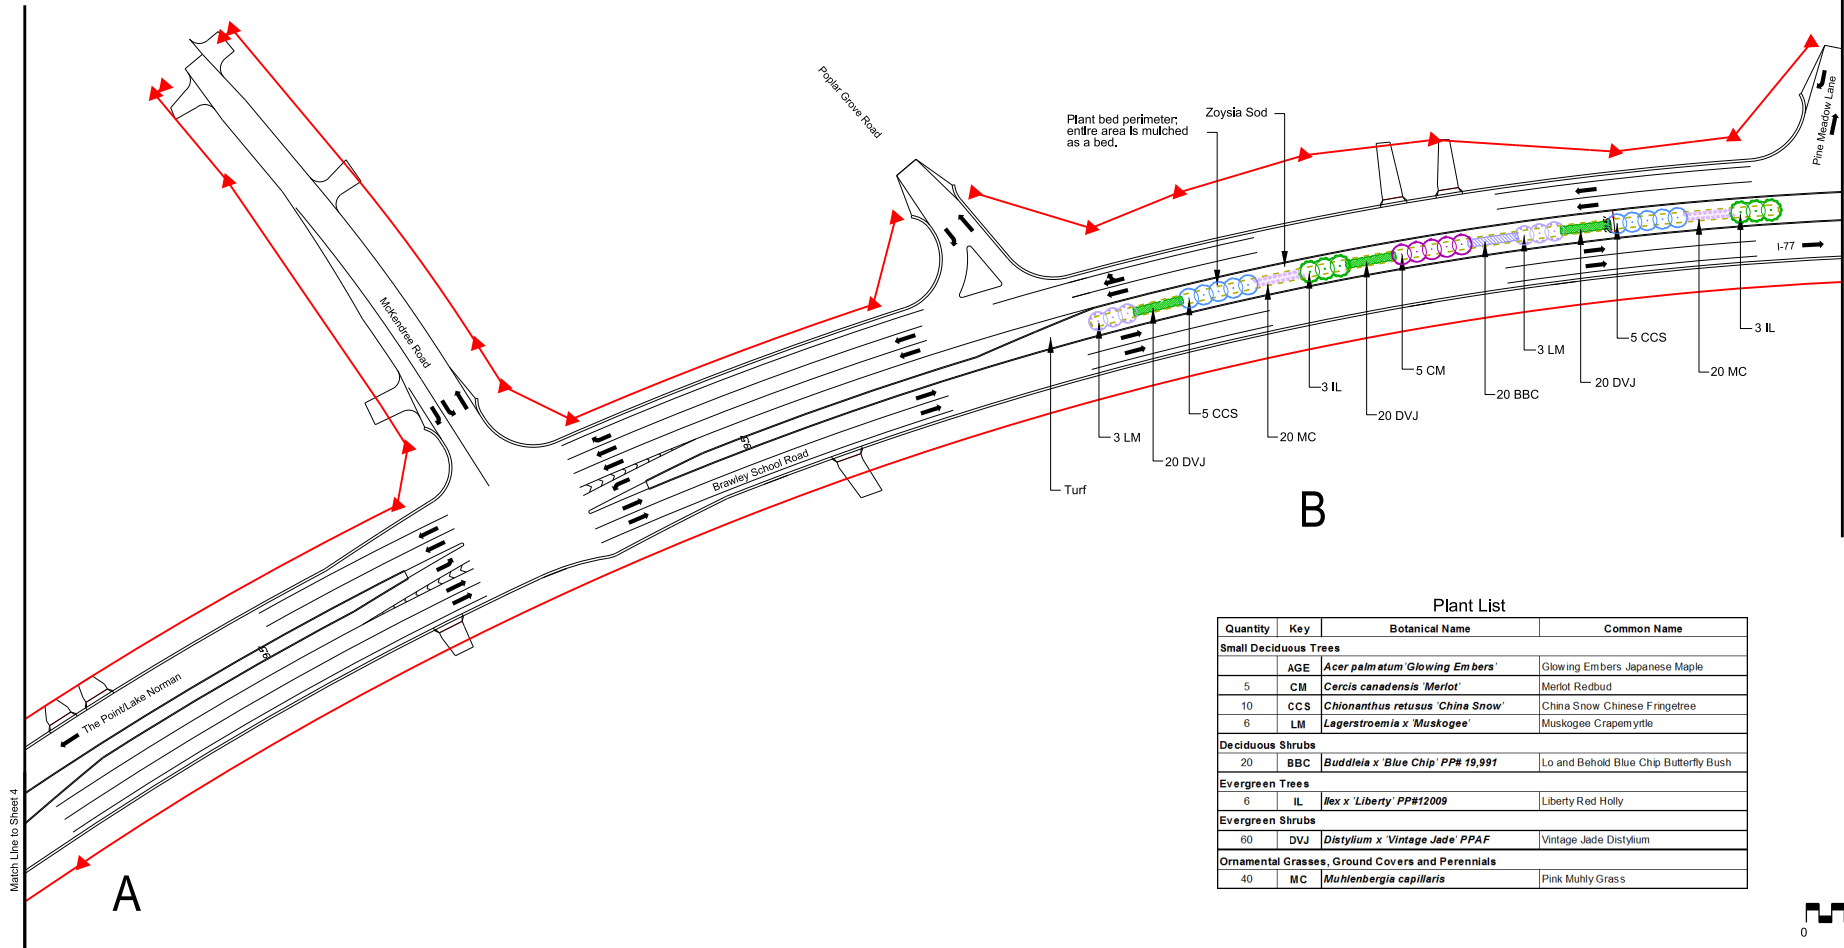 Poplar Grove Road
Plant bed perimeter;
entire area is mulched
as a bed.
Zoysia Sod
Pine Meadow Lane
I-77
McKendree Road
3 LM
20 DVJ
5 CCS
20 MC
3 IL
20 DVJ
5 CM
20 BBC
3 LM
20 DVJ
5 CCS
20 MC
3 IL
Turf
Brawley School Road
The Point/Lake Norman
Match Line to Sheet 4
A
B
Plant List
Quantity Key Botanical Name Common Name
Small Deciduous Trees
AGE Acer palmatum 'Glowing Embers' Glowing Embers Japanese Maple
5 CM Cercis canadensis 'Merlot' Merlot Redbud
10 CCS Chionanthus retusus 'China Snow' China Snow Chinese Fringetree
6 LM Lagerstroemia x 'Muskogee' Muskogee Crapemyrtle
Deciduous Shrubs
20 BBC Buddleia x 'Blue Chip' PP# 19,991 Lo and Behold Blue Chip Butterfly Bush
Evergreen Trees
6 IL Ilex x 'Liberty' PP#12009 Liberty Red Holly
Evergreen Shrubs
60 DVJ Distylium x 'Vintage Jade' PPAF Vintage Jade Distylium
Ornamental Grasses, Ground Covers and Perennials
40 MC Muhlenbergia capillaris Pink Muhly Grass
0